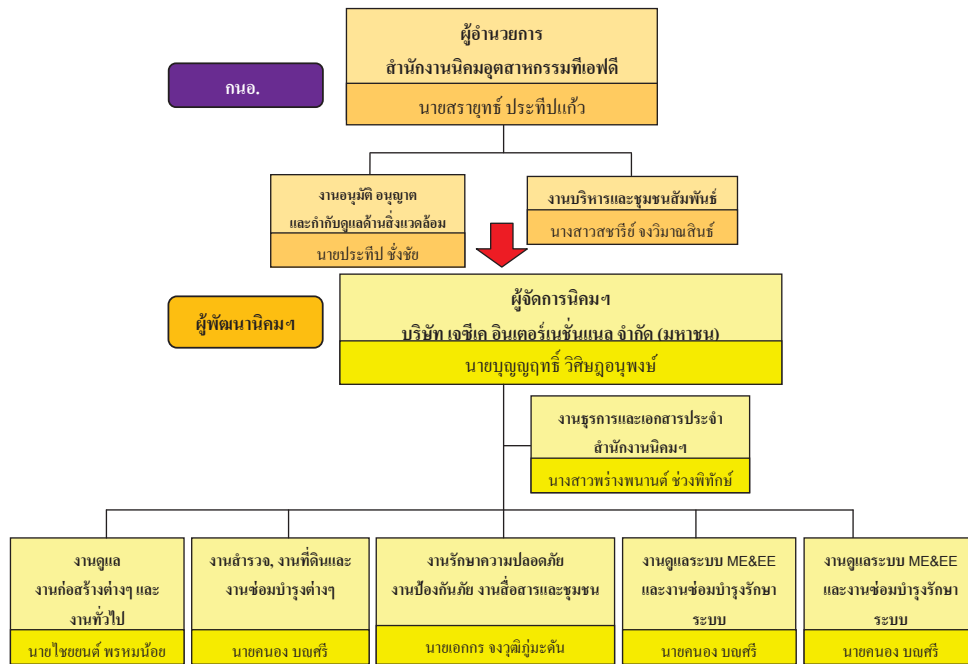 ผู้อำนวยการ
สำนักงานนิคมอุตสาหกรรมทีเอฟดี
กนอ.
นายสรายุทธ์ ประทีปแก้ว
งานอนุมัติ อนุญาต
และกำกับดูแลด้านสิ่งแวดล้อม
นายประทีป ชั่งชัย
งานบริหารและชุมชนสัมพันธ์
นางสาวสชารีย์ จงวิมาณสินธ์
ผู้พัฒนานิคมฯ
ผู้จัดการนิคมฯ
บริษัท เจซีเค อินเตอร์เนชั่นแนล จำกัด (มหาชน)
นายบุญญฤทธิ์ วิศิษฎอนุพงษ์
งานธุรการและเอกสารประจำ
สำนักงานนิคมฯ
นางสาวพร่างพนานต์ ช่วงพิทักษ์
งานดูแล
งานก่อสร้างต่างๆ และ
งานทั่วไป
นายไชยยนต์ พรหมน้อย
งานสำรวจ, งานที่ดินและ
งานซ่อมบำรุงต่างๆ
นายคนอง บญศรี
งานรักษาความปลอดภัย
งานป้องกันภัย งานสื่อสารและชุมชน
นายเอกกร จงวุฒิภู่มะดัน
งานดูแลระบบ ME&EE
และงานซ่อมบำรุงรักษา
ระบบ
นายคนอง บญศรี
งานดูแลระบบ ME&EE
และงานซ่อมบำรุงรักษา
ระบบ
นายคนอง บญศรี